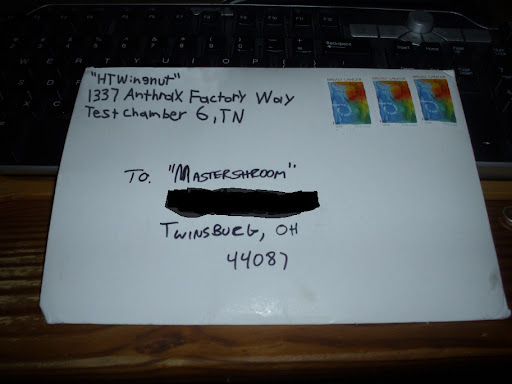 "HTWingnut"
1337 Anthrax Factory Way
Test Chamber 6, TN
To: "MASTERSHROOM"
TWINSBURG, OH
44087